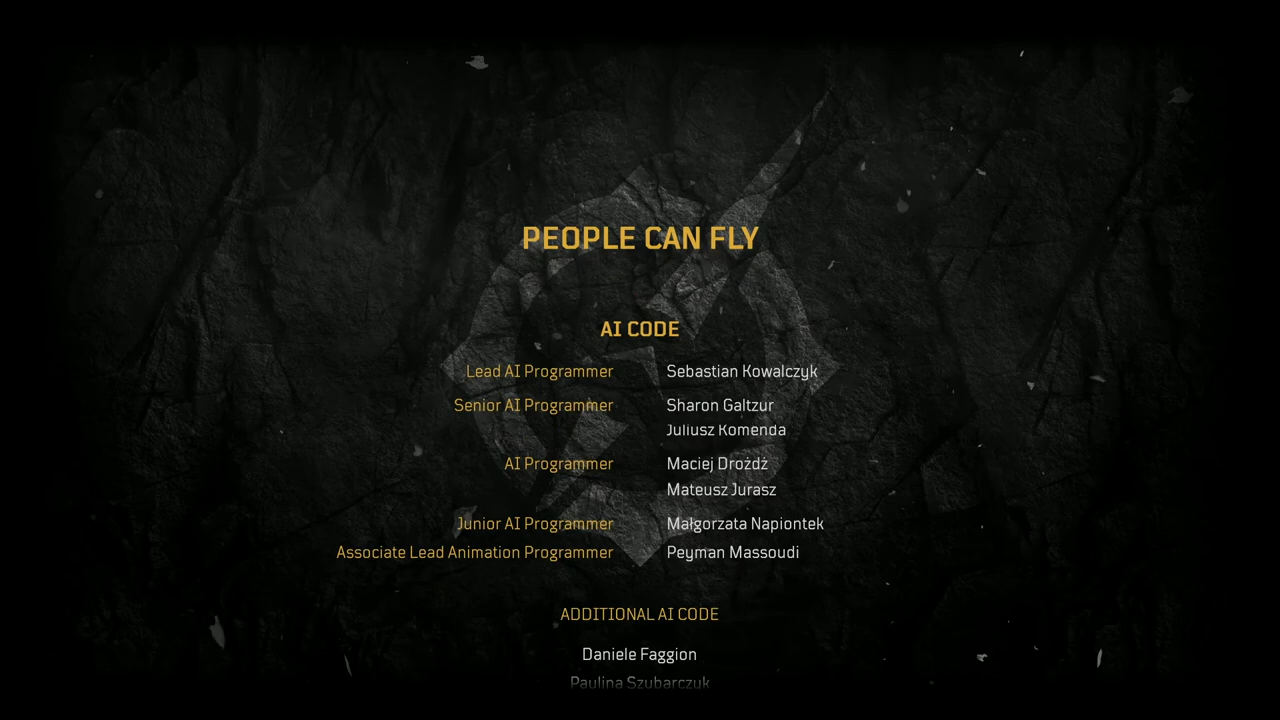 PEOPLE CAN FLY
AI CODE
Lead AI Programmer Sebastian Kowalczyk
Senior AI Programmer Sharon Galtzur
Juliusz Komenda
AI Programmer Maciej Drożdż
Mateusz Jurasz
Junior AI Programmer Małgorzata Napiontek
Associate Lead Animation Programmer Peyman Massoudi
ADDITIONAL AI CODE
Daniele Faggion
Paulina Szubarczyk